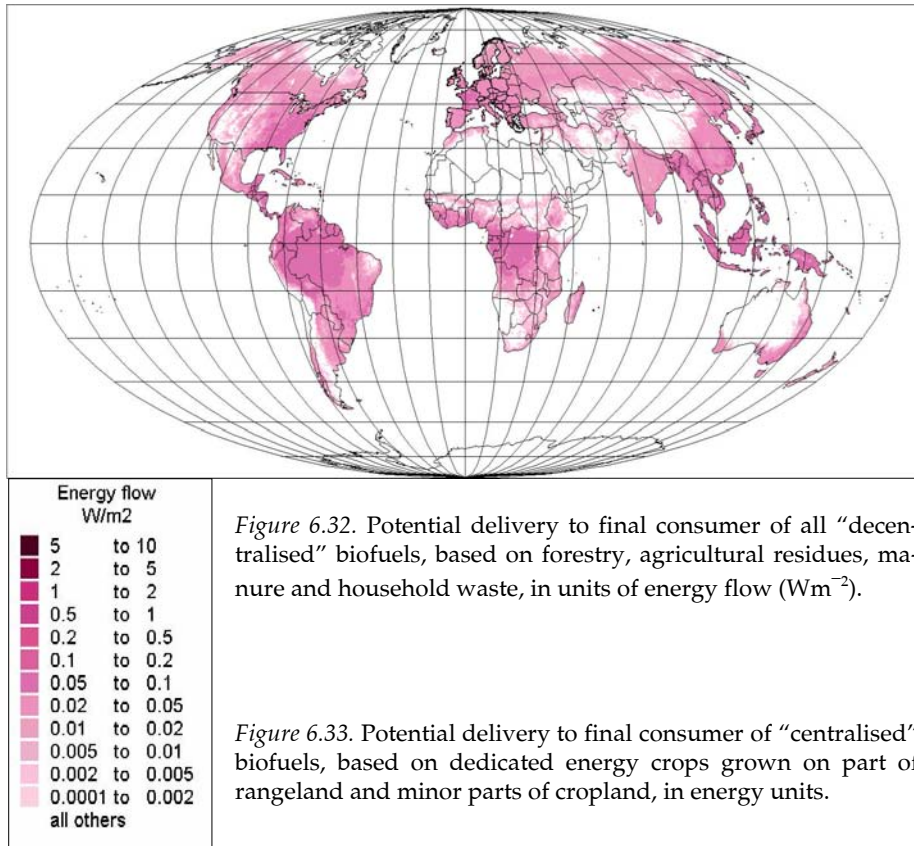 Energy flow
W/m2
5 to 10
2 to 5
1 to 2
0.5 to 1
0.2 to 0.5
0.1 to 0.2
0.05 to 0.1
0.02 to 0.05
0.01 to 0.02
0.005 to 0.01
0.002 to 0.005
0.0001 to 0.002
all others
Figure 6.32. Potential delivery to final consumer of all “decen-
tralised” biofuels, based on forestry, agricultural residues, ma-
nure and household waste, in units of energy flow (Wm⁻²).
Figure 6.33. Potential delivery to final consumer of “centralised”
biofuels, based on dedicated energy crops grown on part of
rangeland and minor parts of cropland, in energy units.